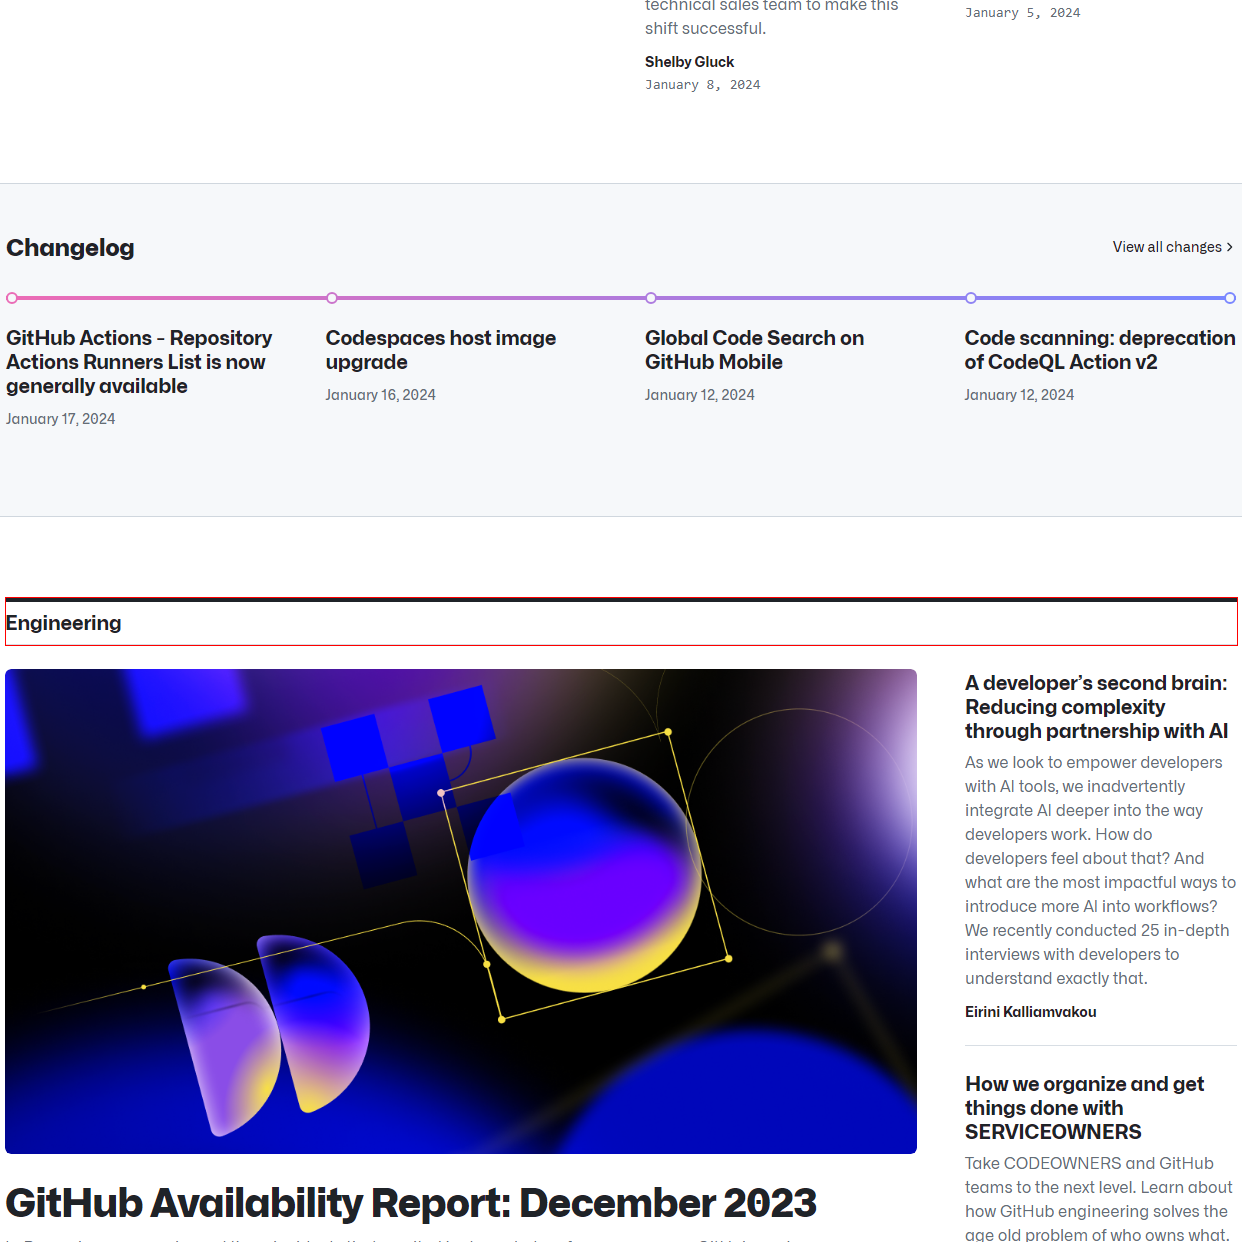 technical sales team to make this
shift successful.
Shelby Gluck
January 8, 2024
January 5, 2024
Changelog
View all changes
GitHub Actions – Repository
Actions Runners List is now
generally available
January 17, 2024
Codespaces host image
upgrade
January 16, 2024
Global Code Search on
GitHub Mobile
January 12, 2024
Code scanning: deprecation
of CodeQL Action v2
January 12, 2024
Engineering
GitHub Availability Report: December 2023
A developer’s second brain:
Reducing complexity
through partnership with AI
As we look to empower developers
with AI tools, we inadvertently
integrate AI deeper into the way
developers work. How do
developers feel about that? And
what are the most impactful ways to
introduce more AI into workflows?
We recently conducted 25 in-depth
interviews with developers to
understand exactly that.
Eirini Kalliamvakou
How we organize and get
things done with
SERVICEOWNERS
Take CODEOWNERS and GitHub
teams to the next level. Learn about
how GitHub engineering solves the
age old problem of who owns what.